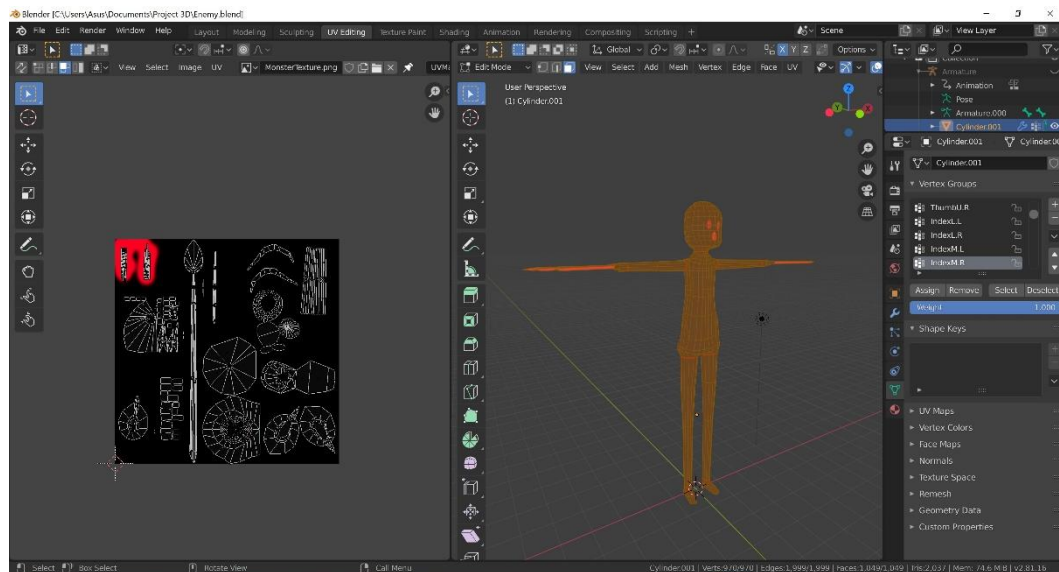 Blender [C:\Users\Asus\Documents\Project 3D\Enemy.blend]
File Edit Render Window Help Layout Modeling Sculpting UV Editing Texture Paint Shading Animation Rendering Compositing Scripting + Scene View Layer
Global X Y Z Options
View Select Image UV MonsterTexture.png UVMa Edit Mode View Select Add Mesh Vertex Edge Face UV
User Perspective
(1) Cylinder.001
Z
Y
X
Armature
Animation
Pose
Armature.000
Cylinder.001
Cylinder.001 Cylinder.00
Cylinder.001
Vertex Groups
ThumbU.R
IndexL.L
IndexL.R
IndexM.L
IndexM.R
Assign Remove Select Deselect
Weight 1.000
Shape Keys
UV Maps
Vertex Colors
Face Maps
Normals
Texture Space
Remesh
Geometry Data
Custom Properties
Select Box Select Rotate View Call Menu Cylinder.001 | Verts:970/970 | Edges:1,999/1,999 | Faces:1,049/1,049 | Tris:2,037 | Mem: 74.6 MiB | v2.81.16